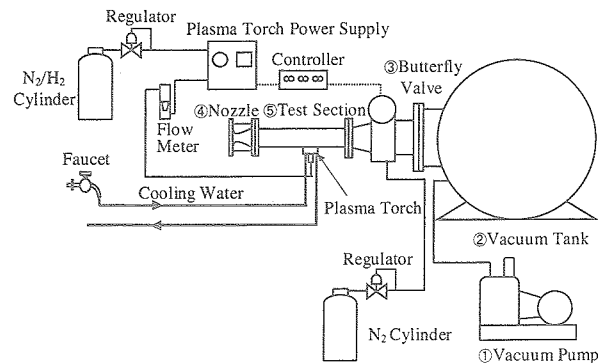 Regulator
Plasma Torch Power Supply
N₂/H₂
Cylinder
Controller
③Butterfly
Valve
④Nozzle
⑤Test Section
Flow
Meter
Faucet
Cooling Water
Plasma Torch
②Vacuum Tank
Regulator
N₂ Cylinder
①Vacuum Pump